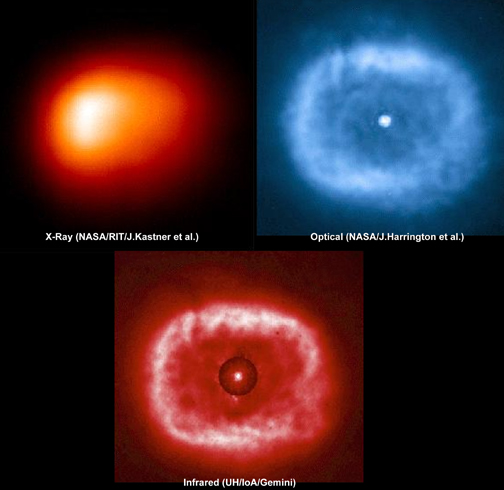 X-Ray (NASA/RIT/J.Kastner et al.)
Optical (NASA/J.Harrington et al.)
Infrared (UH/IoA/Gemini)